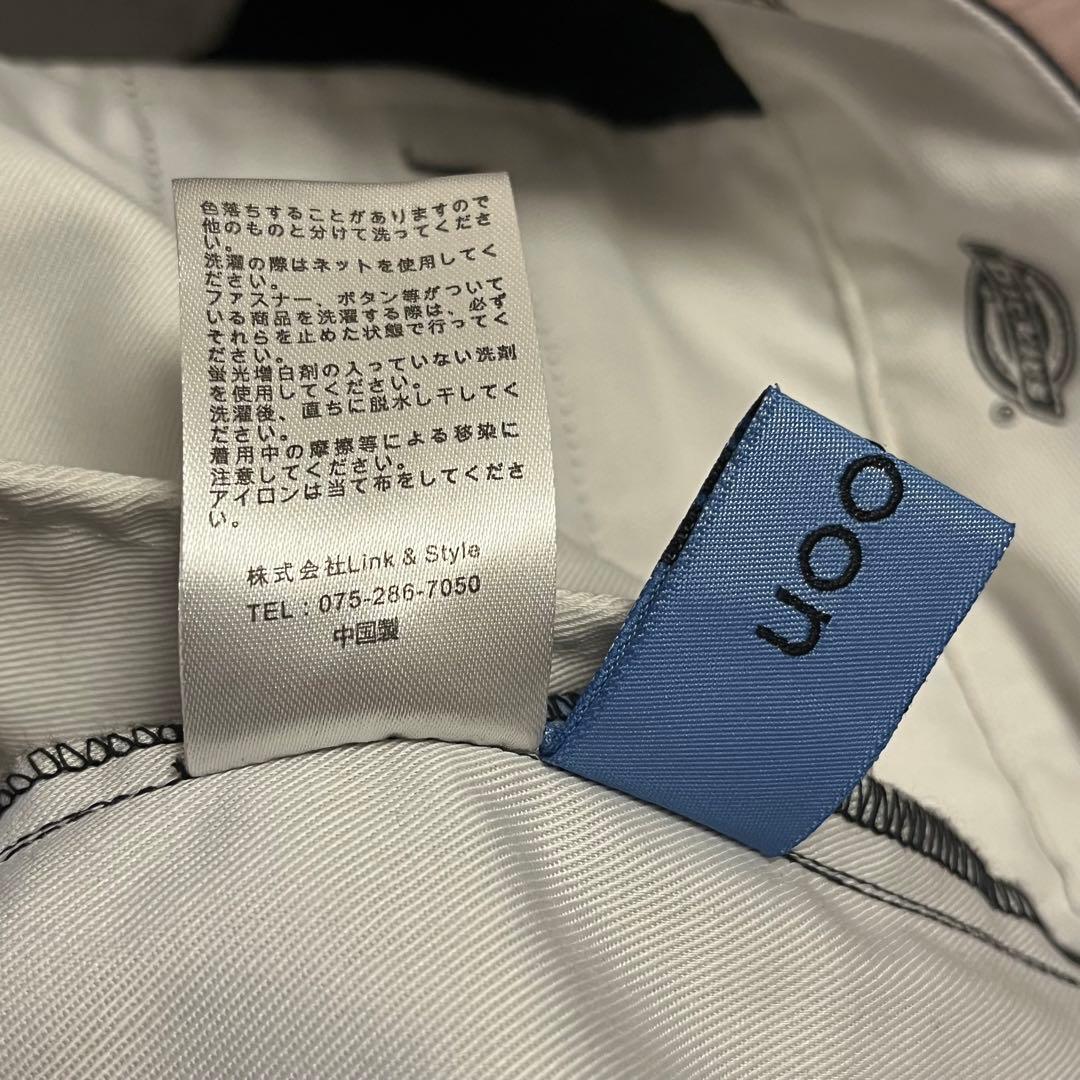 色落ちすることがありますので
他のものと分けて洗ってくださ
い。
洗濯の際はネットを使用してく
ださい。
ファスナー、ボタン等がついて
いる商品を洗濯する際は、必ず
それらを止めた状態で行ってく
ださい。
蛍光増白剤の入っていない洗剤
を使用してください。
洗濯後、直ちに脱水し干してく
ださい。
着用中の摩擦等による移染に
注意してください。
アイロンは当て布をしてくださ
い。
株式会社Link & Style
TEL：075-286-7050
中国製
noon
Dickies
®